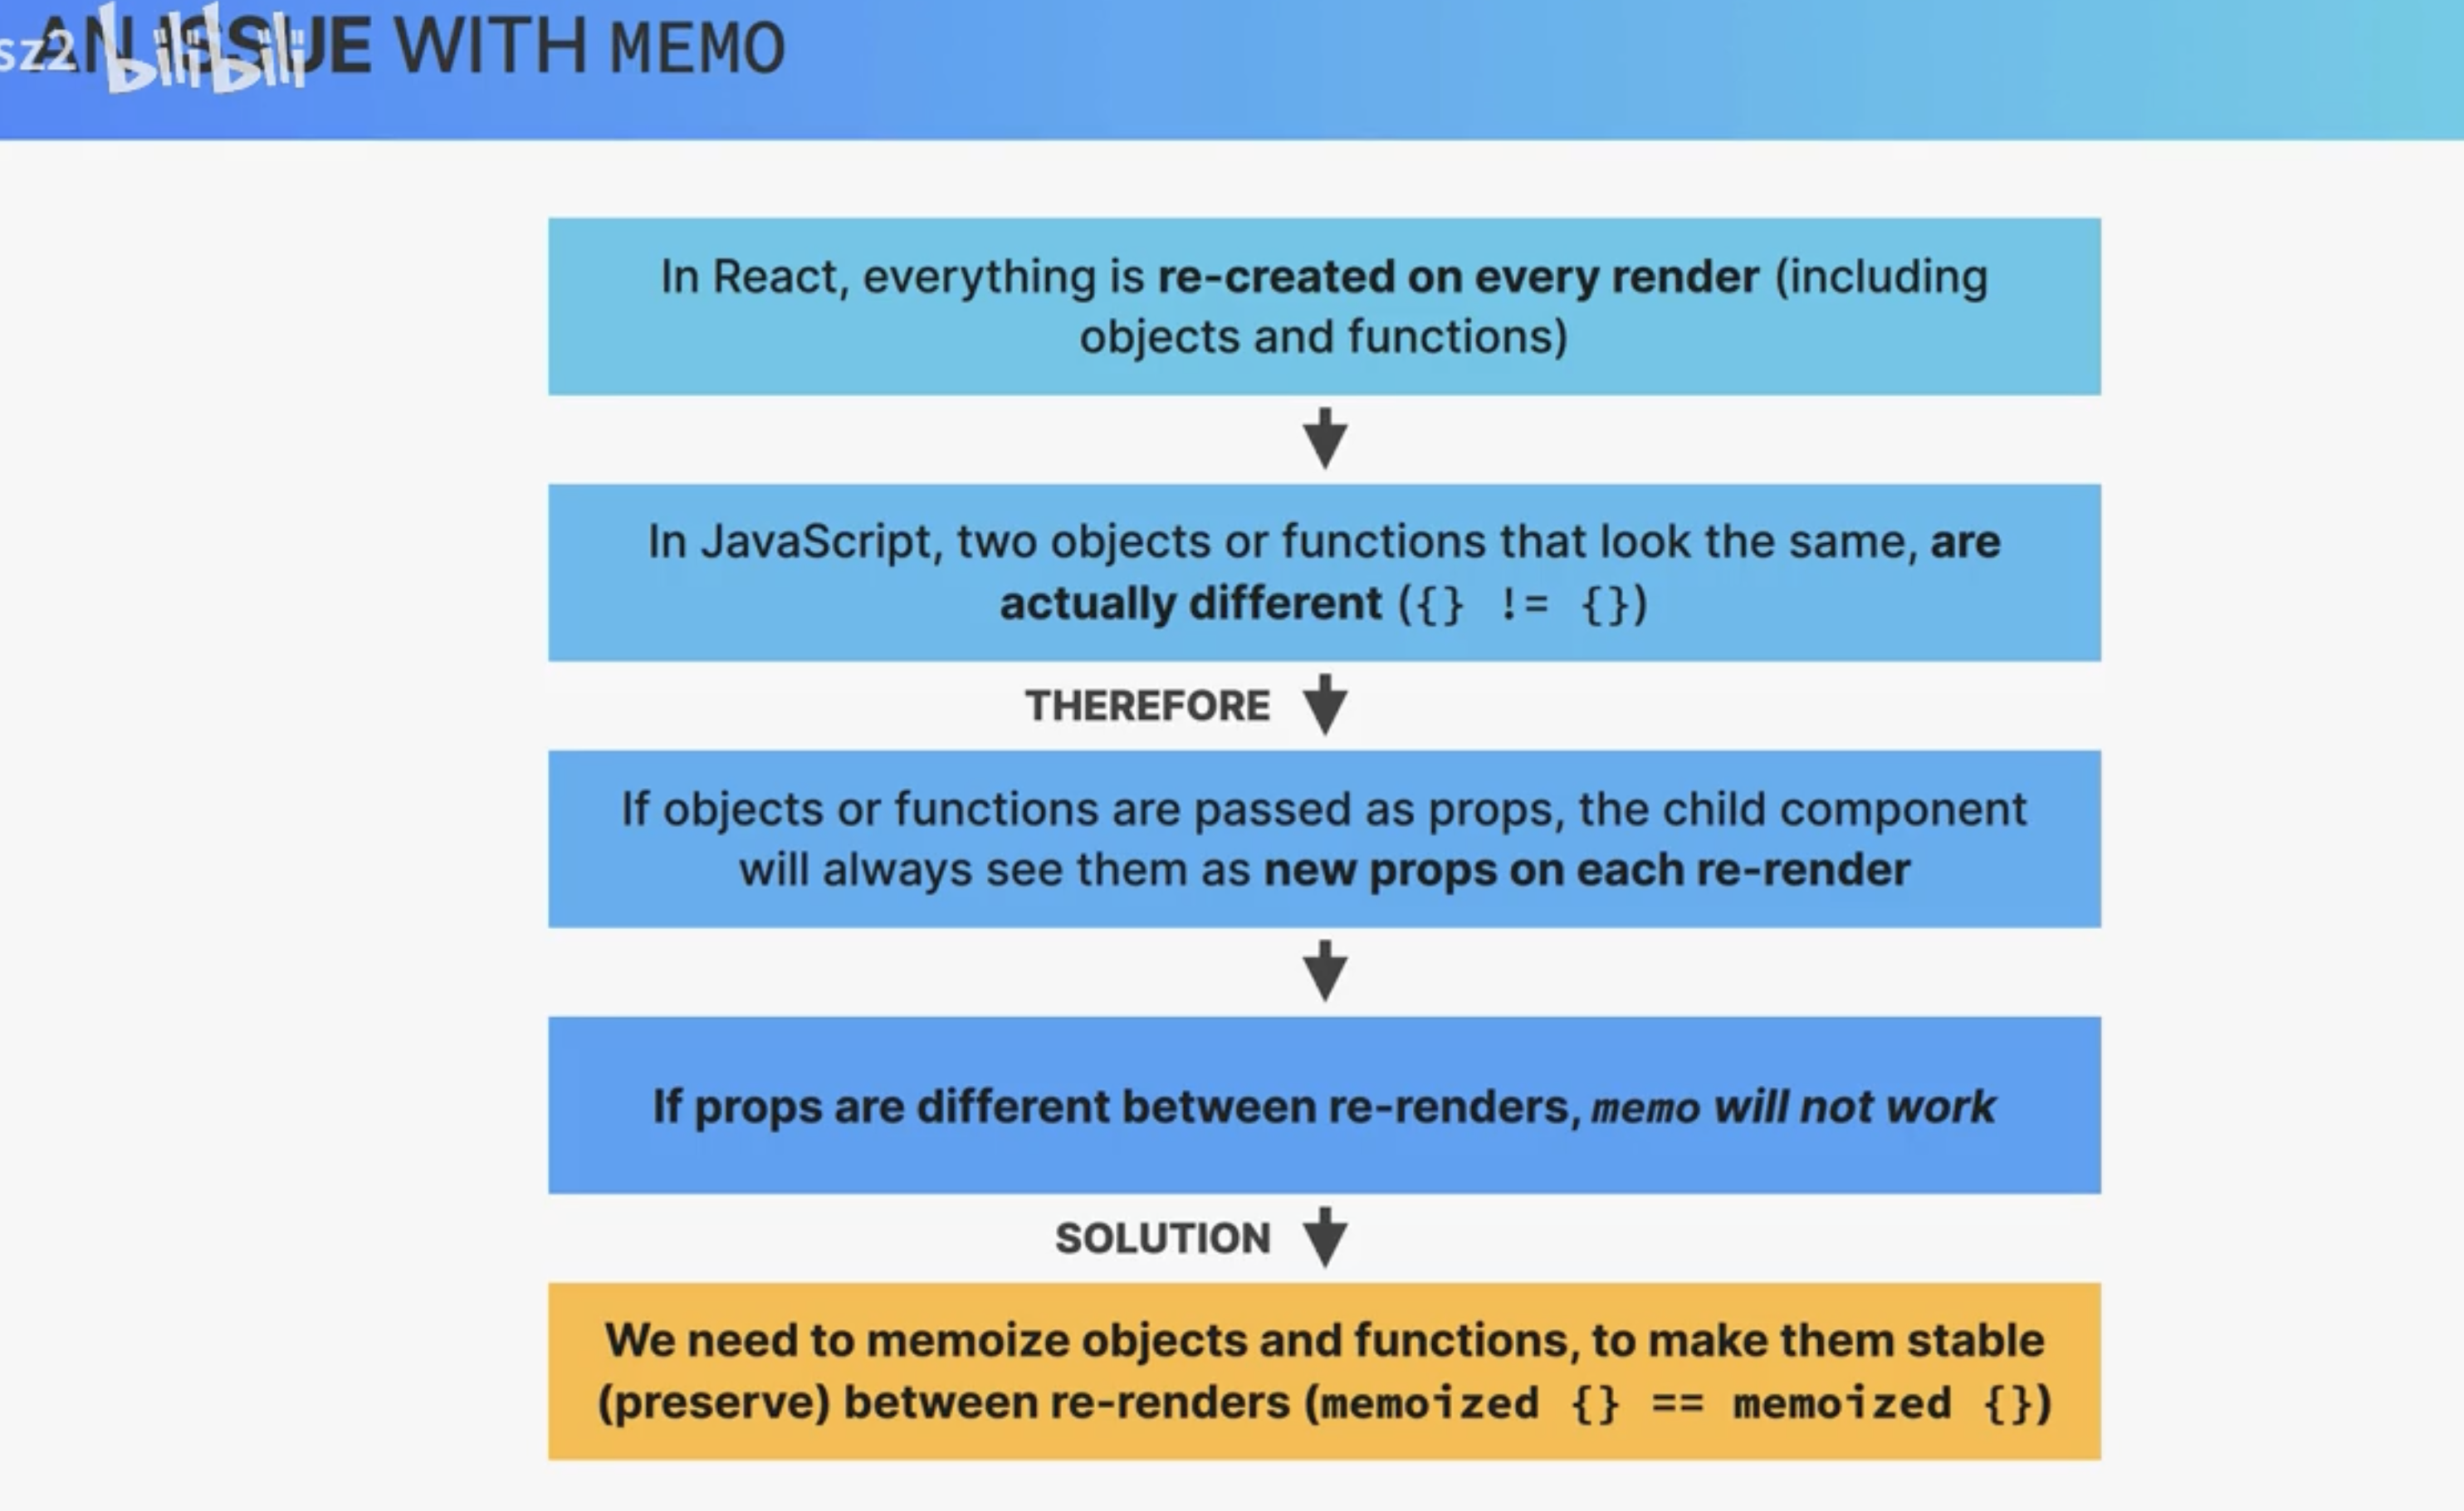 AN ISSUE WITH MEMO
sz2 bilibili
In React, everything is re-created on every render (including
objects and functions)
In JavaScript, two objects or functions that look the same, are
actually different ({} != {})
THEREFORE
If objects or functions are passed as props, the child component
will always see them as new props on each re-render
If props are different between re-renders, memo will not work
SOLUTION
We need to memoize objects and functions, to make them stable
(preserve) between re-renders (memoized {} == memoized {})